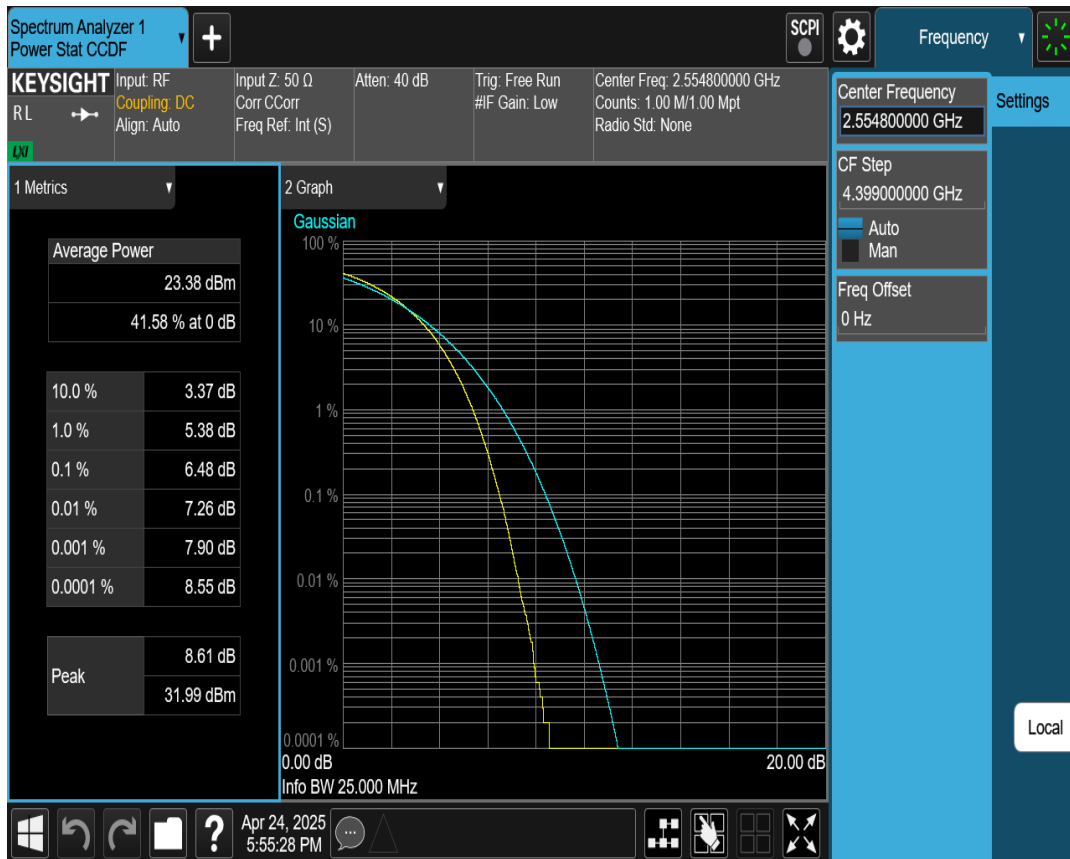 Spectrum Analyzer 1
Power Stat CCDF
+
SCPI
Frequency
KEYSIGHT
RL
LXI
Input: RF
Coupling: DC
Align: Auto
Input Z: 50 Ω
Corr CCorr
Freq Ref: Int (S)
Atten: 40 dB
Trig: Free Run
#IF Gain: Low
Center Freq: 2.554800000 GHz
Counts: 1.00 M/1.00 Mpt
Radio Std: None
Center Frequency
2.554800000 GHz
Settings
CF Step
4.399000000 GHz
Auto
Man
Freq Offset
0 Hz
1 Metrics
Average Power
23.38 dBm
41.58 % at 0 dB
10.0 % 3.37 dB
1.0 % 5.38 dB
0.1 % 6.48 dB
0.01 % 7.26 dB
0.001 % 7.90 dB
0.0001 % 8.55 dB
Peak
8.61 dB
31.99 dBm
2 Graph
Gaussian
100 %
10 %
1 %
0.1 %
0.01 %
0.001 %
0.0001 %
0.00 dB 20.00 dB
Info BW 25.000 MHz
Local
?
Apr 24, 2025
5:55:28 PM